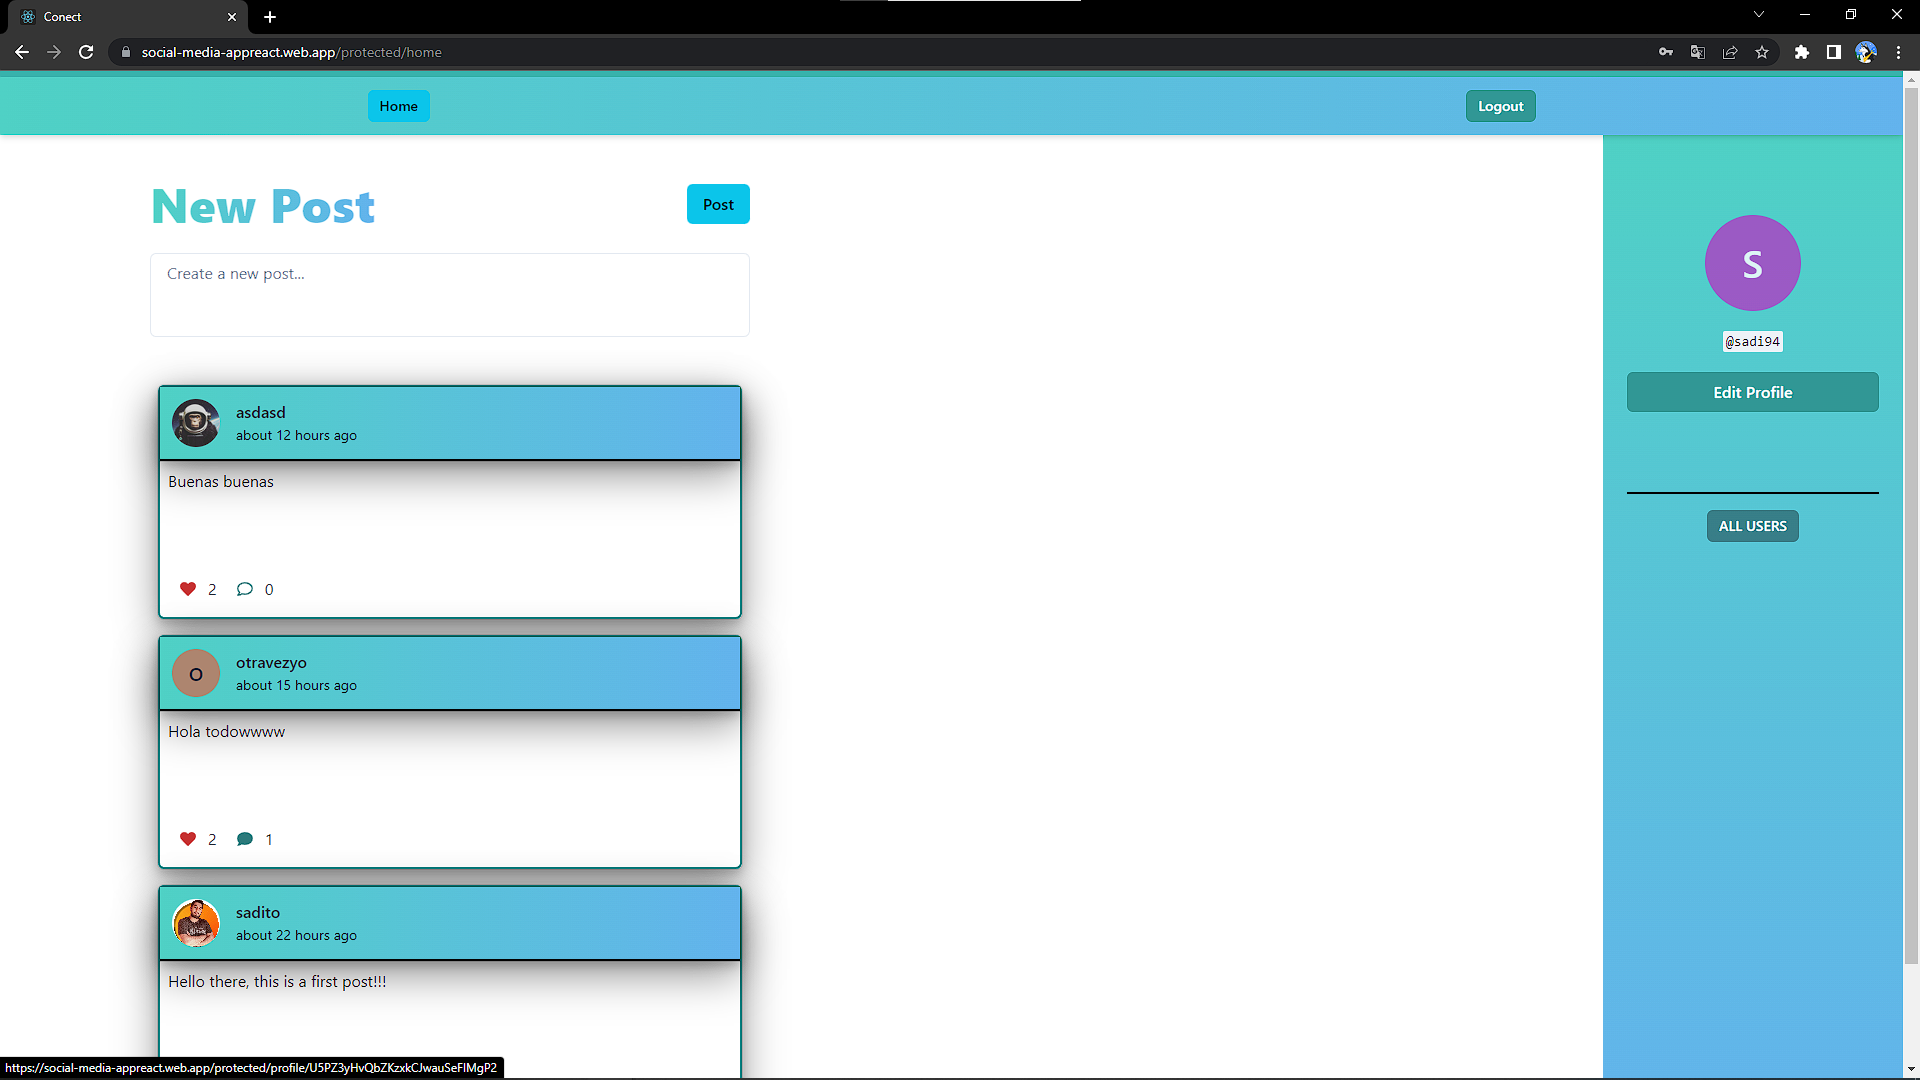 Conect
social-media-appreact.web.app/protected/home
Home
Logout
New Post
Post
Create a new post...
asdasd
about 12 hours ago
Buenas buenas
2
0
o
otravezyo
about 15 hours ago
Hola todowwww
2
1
sadito
about 22 hours ago
Hello there, this is a first post!!!
S
@sadi94
Edit Profile
ALL USERS
https://social-media-appreact.web.app/protected/profile/U5PZ3yHvQbZKzxkCJwauSeFIMgP2